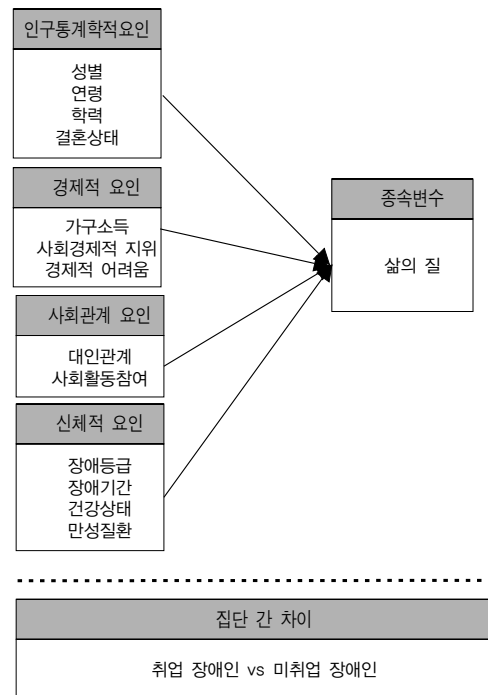 인구통계학적요인
성별
연령
학력
결혼상태
경제적 요인
가구소득
사회경제적 지위
경제적 어려움
사회관계 요인
대인관계
사회활동참여
신체적 요인
장애등급
장애기간
건강상태
만성질환
종속변수
삶의 질
집단 간 차이
취업 장애인 vs 미취업 장애인